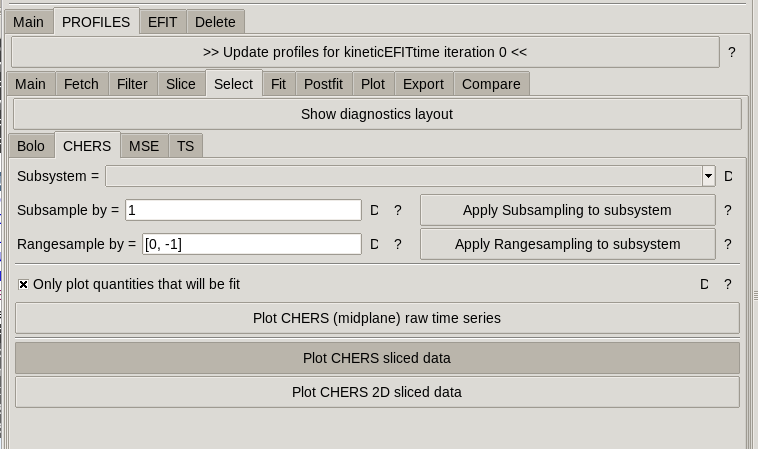 Main PROFILES EFIT Delete
>> Update profiles for kineticEFITtime iteration 0 << ?
Main Fetch Filter Slice Select Fit Postfit Plot Export Compare
Show diagnostics layout
Bolo CHERS MSE TS
Subsystem = D
Subsample by = 1 D ? Apply Subsampling to subsystem ?
Rangesample by = [0, -1] D ? Apply Rangesampling to subsystem ?
Only plot quantities that will be fit D ?
Plot CHERS (midplane) raw time series
Plot CHERS sliced data
Plot CHERS 2D sliced data